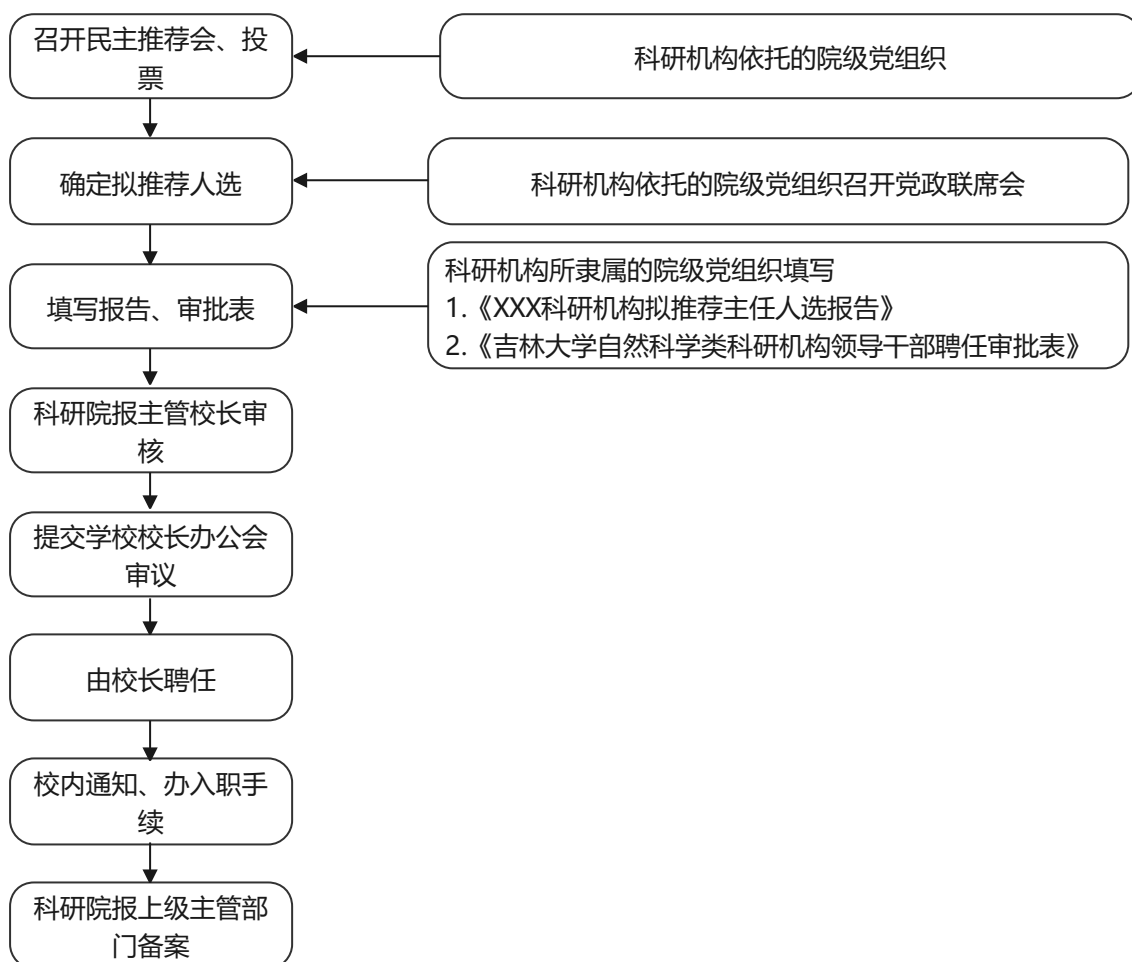 召开民主推荐会、投
票
科研机构依托的院级党组织
确定拟推荐人选
科研机构依托的院级党组织召开党政联席会
填写报告、审批表
科研机构所隶属的院级党组织填写
1.《XXX科研机构拟推荐主任人选报告》
2.《吉林大学自然科学类科研机构领导干部聘任审批表》
科研院报主管校长审
核
提交学校校长办公会
审议
由校长聘任
校内通知、办入职手
续
科研院报上级主管部
门备案